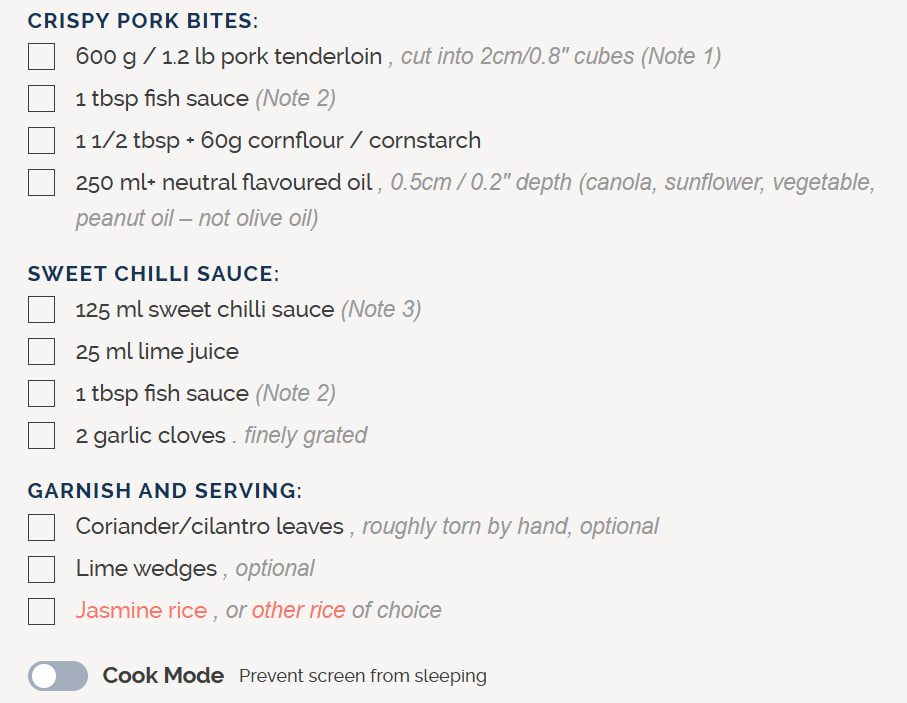 CRISPY PORK BITES:
600 g / 1.2 lb pork tenderloin , cut into 2cm/0.8" cubes (Note 1)
1 tbsp fish sauce (Note 2)
1 1/2 tbsp + 60g cornflour / cornstarch
250 ml+ neutral flavoured oil , 0.5cm / 0.2" depth (canola, sunflower, vegetable,
peanut oil – not olive oil)
SWEET CHILLI SAUCE:
125 ml sweet chilli sauce (Note 3)
25 ml lime juice
1 tbsp fish sauce (Note 2)
2 garlic cloves . finely grated
GARNISH AND SERVING:
Coriander/cilantro leaves , roughly torn by hand, optional
Lime wedges , optional
Jasmine rice , or other rice of choice
Cook Mode Prevent screen from sleeping